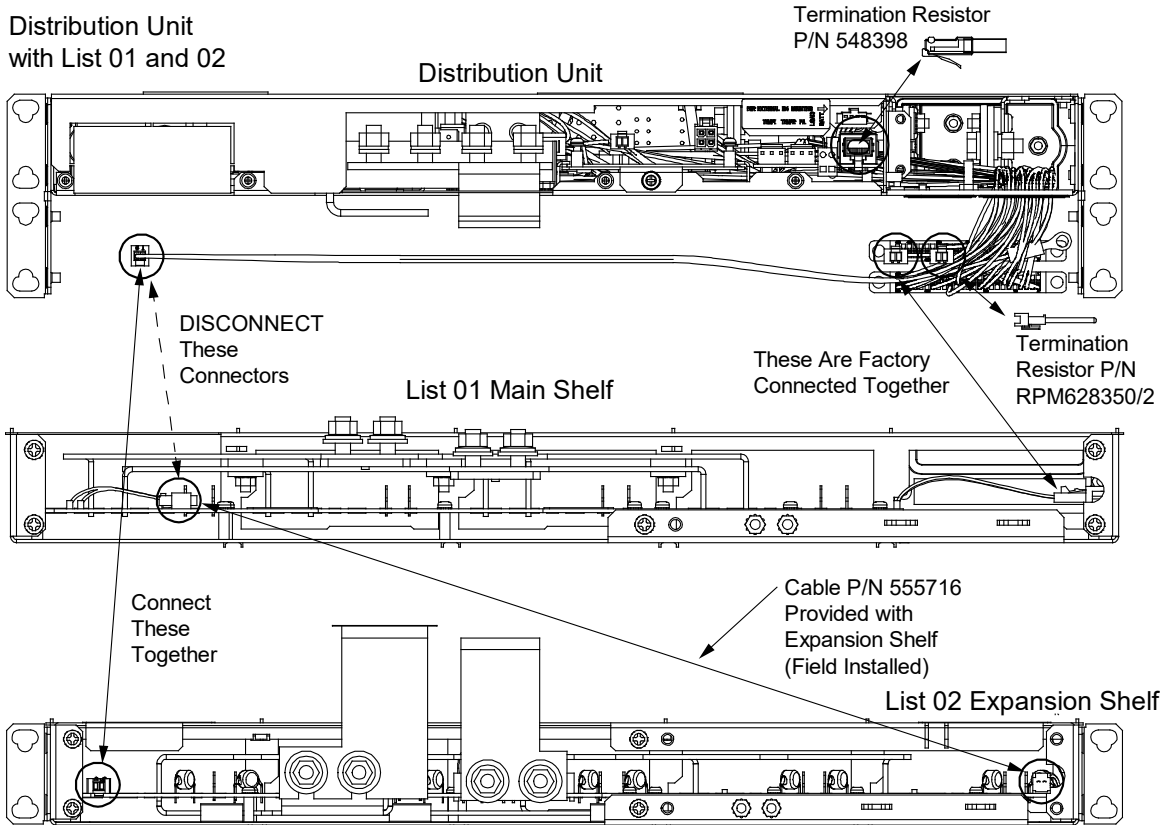 Distribution Unit
with List 01 and 02
Termination Resistor
P/N 548398
Distribution Unit
DISCONNECT
These
Connectors
These Are Factory
Connected Together
Termination
Resistor P/N
RPM628350/2
List 01 Main Shelf
Connect
These
Together
Cable P/N 555716
Provided with
Expansion Shelf
(Field Installed)
List 02 Expansion Shelf